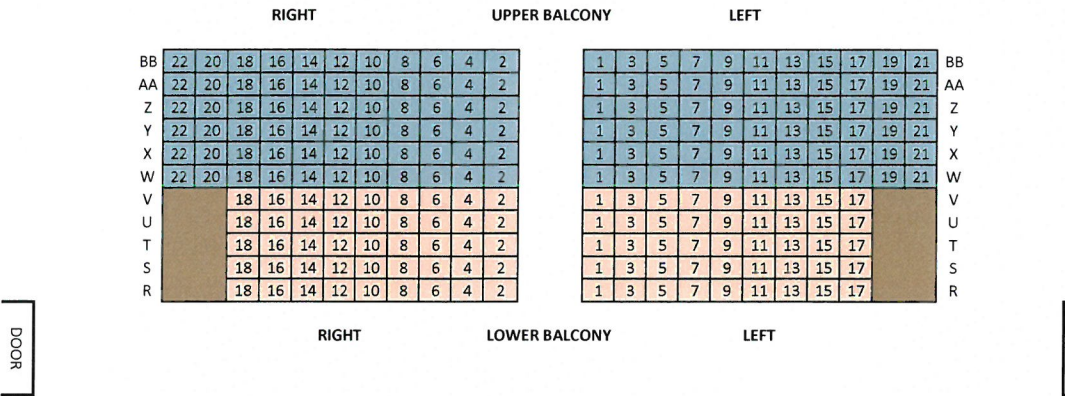 RIGHT UPPER BALCONY LEFT
BB 22 20 18 16 14 12 10 8 6 4 2 1 3 5 7 9 11 13 15 17 19 21 BB
AA 22 20 18 16 14 12 10 8 6 4 2 1 3 5 7 9 11 13 15 17 19 21 AA
Z 22 20 18 16 14 12 10 8 6 4 2 1 3 5 7 9 11 13 15 17 19 21 Z
Y 22 20 18 16 14 12 10 8 6 4 2 1 3 5 7 9 11 13 15 17 19 21 Y
X 22 20 18 16 14 12 10 8 6 4 2 1 3 5 7 9 11 13 15 17 19 21 X
W 22 20 18 16 14 12 10 8 6 4 2 1 3 5 7 9 11 13 15 17 19 21 W
V 18 16 14 12 10 8 6 4 2 1 3 5 7 9 11 13 15 17 V
U 18 16 14 12 10 8 6 4 2 1 3 5 7 9 11 13 15 17 U
T 18 16 14 12 10 8 6 4 2 1 3 5 7 9 11 13 15 17 T
S 18 16 14 12 10 8 6 4 2 1 3 5 7 9 11 13 15 17 S
R 18 16 14 12 10 8 6 4 2 1 3 5 7 9 11 13 15 17 R
RIGHT LOWER BALCONY LEFT
DOOR